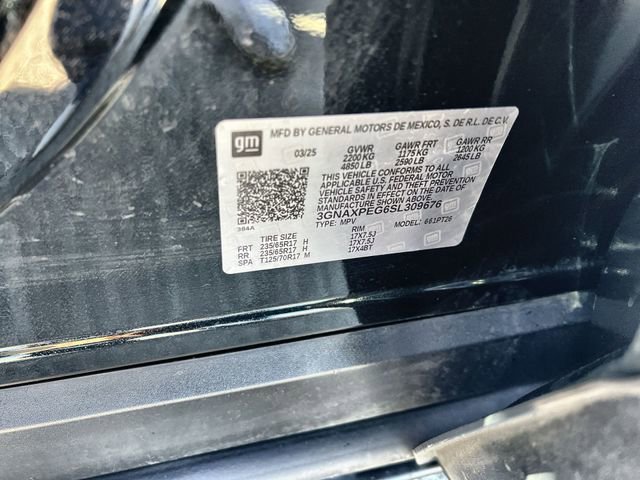 gm
MFD BY GENERAL MOTORS DE MEXICO, S. DE R.L. DE C.V.
03/25 GVWR GAWR FRT GAWR RR
2200 KG 1175 KG 1200 KG
4850 LB 2590 LB 2645 LB
THIS VEHICLE CONFORMS TO ALL
APPLICABLE U.S. FEDERAL MOTOR
VEHICLE SAFETY AND THEFT PREVENTION
STANDARDS IN EFFECT ON THE DATE OF
MANUFACTURE SHOWN ABOVE.
3GNAXPEG6SL309676
TYPE: MPV MODEL: 661PT26
384A
TIRE SIZE RIM
FRT 235/65R17 H 17X7.5J
RR 235/65R17 H 17X7.5J
SPA T125/70R17 M 17X4BT